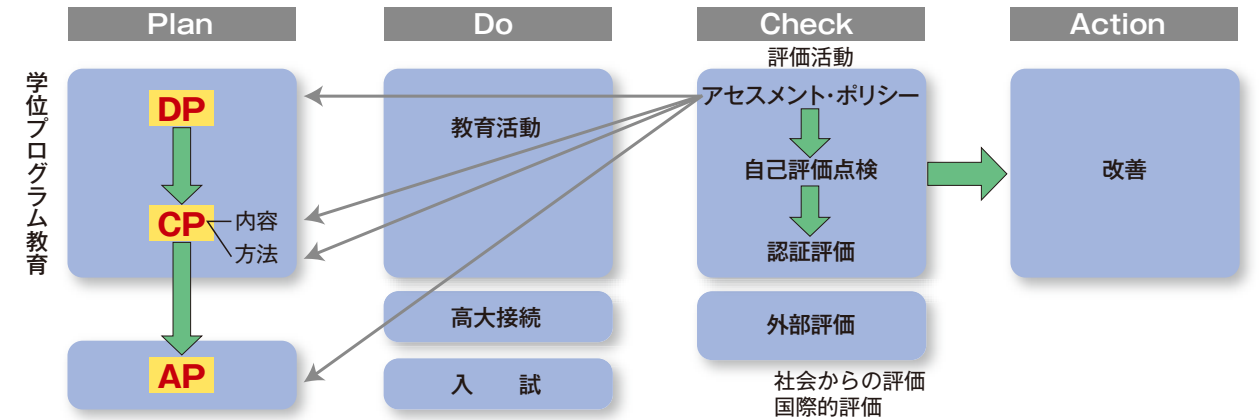 Plan
Do
Check
Action
学位プログラム教育
DP
CP
内容
方法
AP
教育活動
高大接続
入 試
評価活動
アセスメント・ポリシー
自己評価点検
認証評価
外部評価
社会からの評価
国際的評価
改善